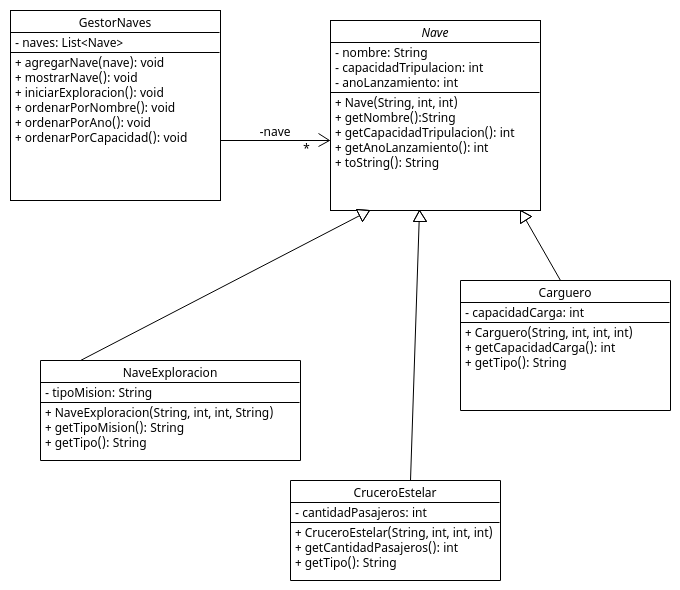 GestorNaves
- naves: List<Nave>
+ agregarNave(nave): void
+ mostrarNave(): void
+ iniciarExploracion(): void
+ ordenarPorNombre(): void
+ ordenarPorAno(): void
+ ordenarPorCapacidad(): void
-nave
*
Nave
- nombre: String
- capacidadTripulacion: int
- anoLanzamiento: int
+ Nave(String, int, int)
+ getNombre():String
+ getCapacidadTripulacion(): int
+ getAnoLanzamiento(): int
+ toString(): String
Carguero
- capacidadCarga: int
+ Carguero(String, int, int, int)
+ getCapacidadCarga(): int
+ getTipo(): String
NaveExploracion
- tipoMision: String
+ NaveExploracion(String, int, int, String)
+ getTipoMision(): String
+ getTipo(): String
CruceroEstelar
- cantidadPasajeros: int
+ CruceroEstelar(String, int, int, int)
+ getCantidadPasajeros(): int
+ getTipo(): String